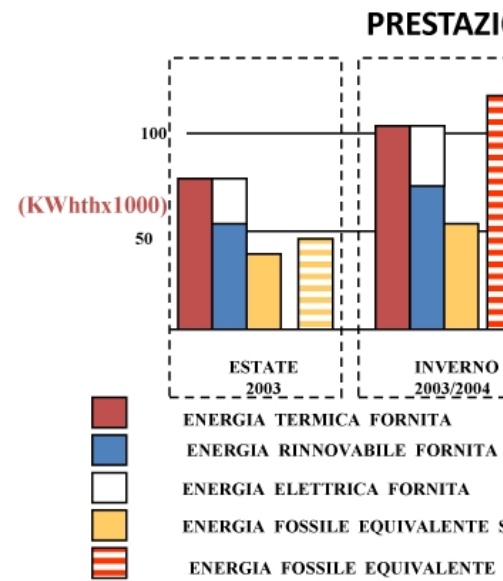 PRESTAZI
100
(KWhthx1000)
50
ESTATE
2003
INVERNO
2003/2004
ENERGIA TERMICA FORNITA
ENERGIA RINNOVABILE FORNITA
ENERGIA ELETTRICA FORNITA
ENERGIA FOSSILE EQUIVALENTE S
ENERGIA FOSSILE EQUIVALENTE